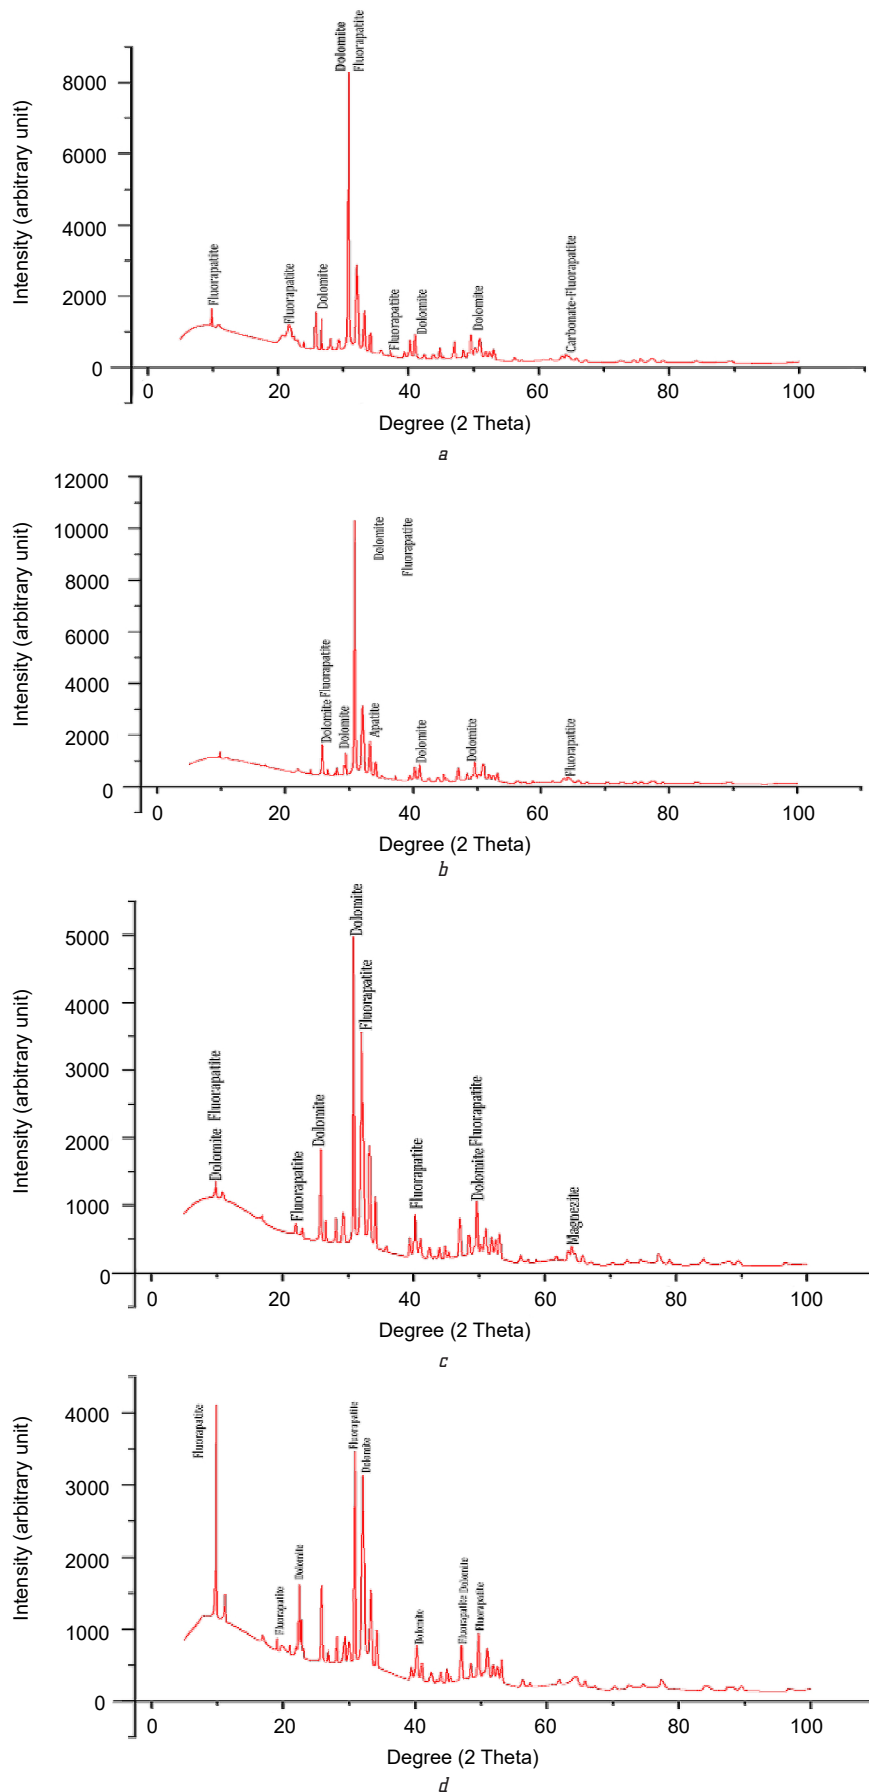 Intensity (arbitrary unit)
8000
6000
4000
2000
0
Fluorapatite
Fluorapatite
Dolomite
Dolomite
Fluorapatite
Fluorapatite
Dolomite
Dolomite
Carbonate-Fluorapatite
0 20 40 60 80 100
Degree (2 Theta)
a
Intensity (arbitrary unit)
12000
10000
8000
6000
4000
2000
0
Dolomite Fluorapatite
Dolomite
Apatite
Dolomite
Fluorapatite
Dolomite
Dolomite
Fluorapatite
0 20 40 60 80 100
Degree (2 Theta)
b
Intensity (arbitrary unit)
5000
4000
3000
2000
1000
0
Dolomite Fluorapatite
Fluorapatite
Dolomite
Dolomite
Fluorapatite
Fluorapatite
Dolomite Fluorapatite
Magnezite
0 20 40 60 80 100
Degree (2 Theta)
c
Intensity (arbitrary unit)
4000
3000
2000
1000
0
Fluorapatite
Fluorapatite
Dolomite
Fluorapatite
Dolomite
Dolomite
Fluorapatite Dolomite
Fluorapatite
0 20 40 60 80 100
Degree (2 Theta)
d